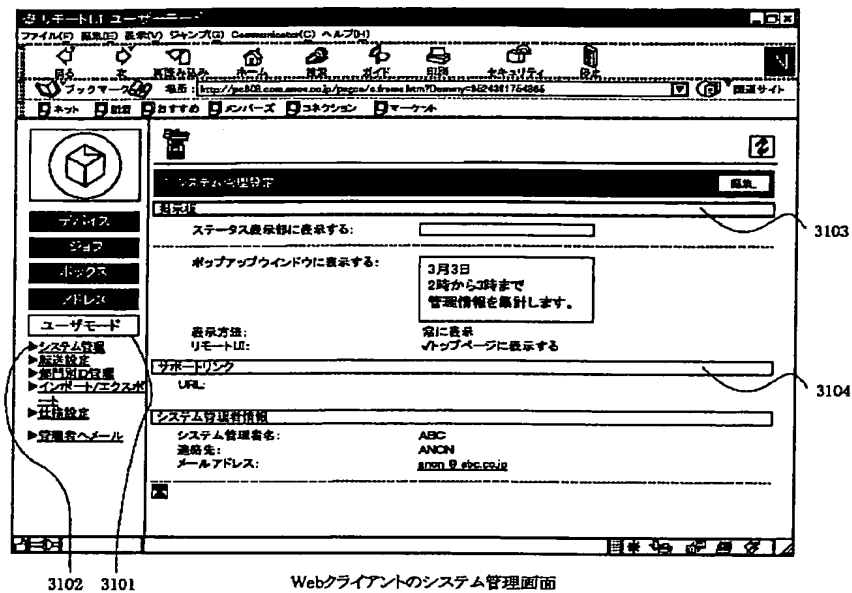 リモートUI ユーザーモード
ファイル(F) 編集(E) 表示(V) ジャンプ(G) Communicator(C) ヘルプ(H)
戻る 次 再読み込み ホーム 検索 ガイド 印刷 セキュリティ 停止
ブックマーク 場所: 関連サイト
ネット おすすめ メンバーズ コネクション マーケット
システム管理設定 編集...
掲示板
ステータス表示部に表示する:
ポップアップウインドウに表示する:
3月3日
2時から3時まで
管理情報を集計します。
表示方法: 常に表示
リモートUI: √トップページに表示する
サポートリンク
URL:
システム管理者情報
システム管理者名: ABC
連絡先: ANON
メールアドレス: anon @ abc.co.jp
デバイス
ジョブ
ボックス
アドレス
ユーザモード
▶システム管理
▶転送設定
▶部門別ID管理
▶インポート/エクスポ
ート
▶仕様設定
▶管理者へメール
3103
3104
3102 3101
Webクライアントのシステム管理画面